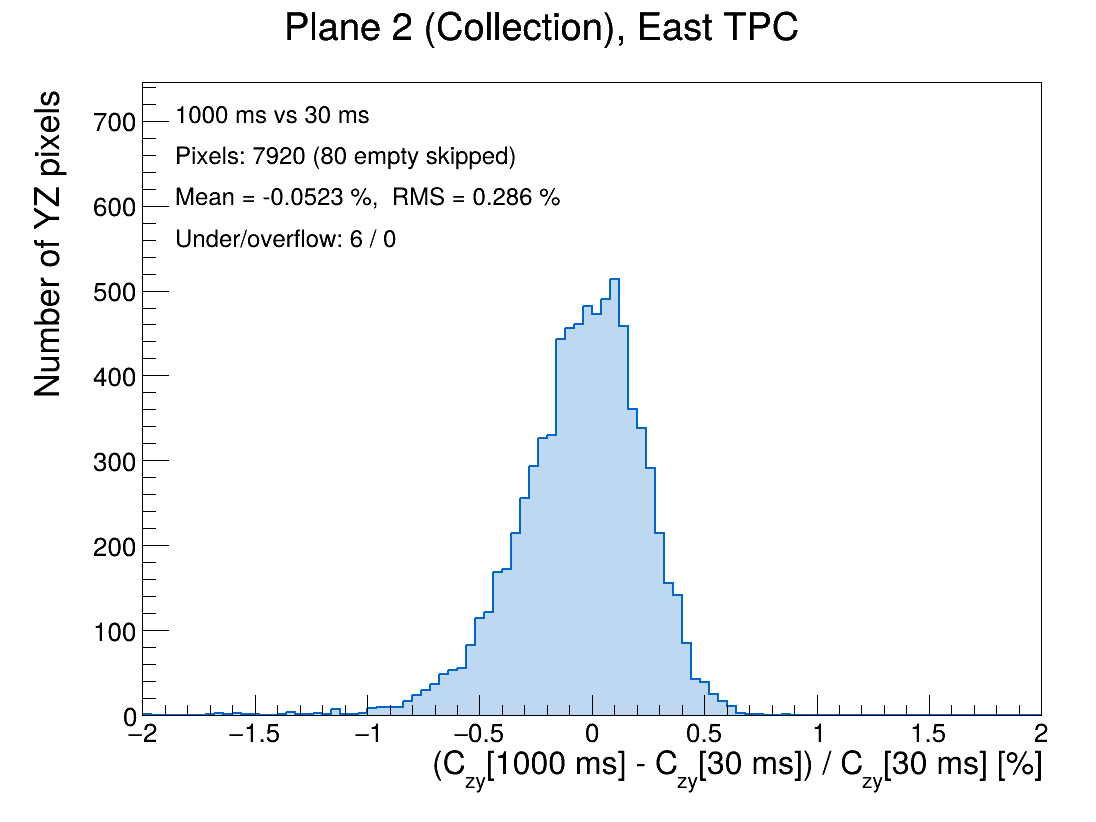 Plane 2 (Collection), East TPC
Number of YZ pixels
1000 ms vs 30 ms
Pixels: 7920 (80 empty skipped)
Mean = -0.0523 %, RMS = 0.286 %
Under/overflow: 6 / 0
700
600
500
400
300
200
100
0
−2 −1.5 −1 −0.5 0 0.5 1 1.5 2
(Czy[1000 ms] - Czy[30 ms]) / Czy[30 ms] [%]